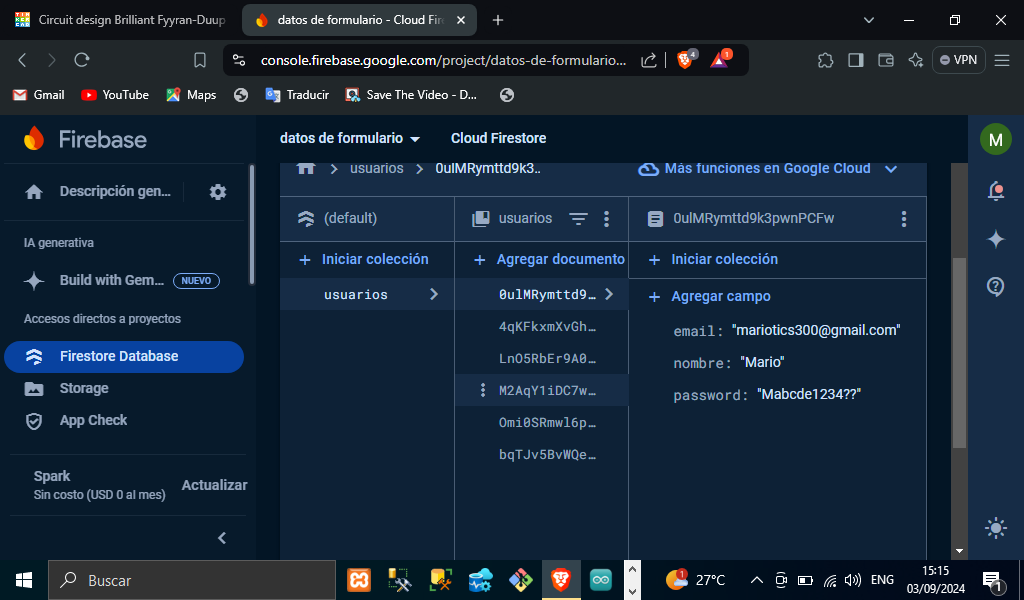 Circuit design Brilliant Fyyran-Duup
datos de formulario - Cloud Fire
console.firebase.google.com/project/datos-de-formulario...
4
1
VPN
Gmail
YouTube
Maps
Traducir
Save The Video - D...
Firebase
datos de formulario
Cloud Firestore
M
usuarios
0ulMRymttd9k3..
Más funciones en Google Cloud
Descripción gen...
(default)
usuarios
0ulMRymttd9k3pwnPCFw
IA generativa
Iniciar colección
Agregar documento
Iniciar colección
Build with Gem...
NUEVO
usuarios
0ulMRymttd9...
Agregar campo
Accesos directos a proyectos
4qKFkxmXvGh...
email: "mariotics300@gmail.com"
Firestore Database
LnO5RbEr9A0...
nombre: "Mario"
Storage
M2AqY1iDC7w...
password: "Mabcde1234??"
App Check
Omi0SRmwl6p...
bqTJv5BvWQe...
Spark
Sin costo (USD 0 al mes)
Actualizar
Buscar
1
27°C
ENG
15:15
03/09/2024
1